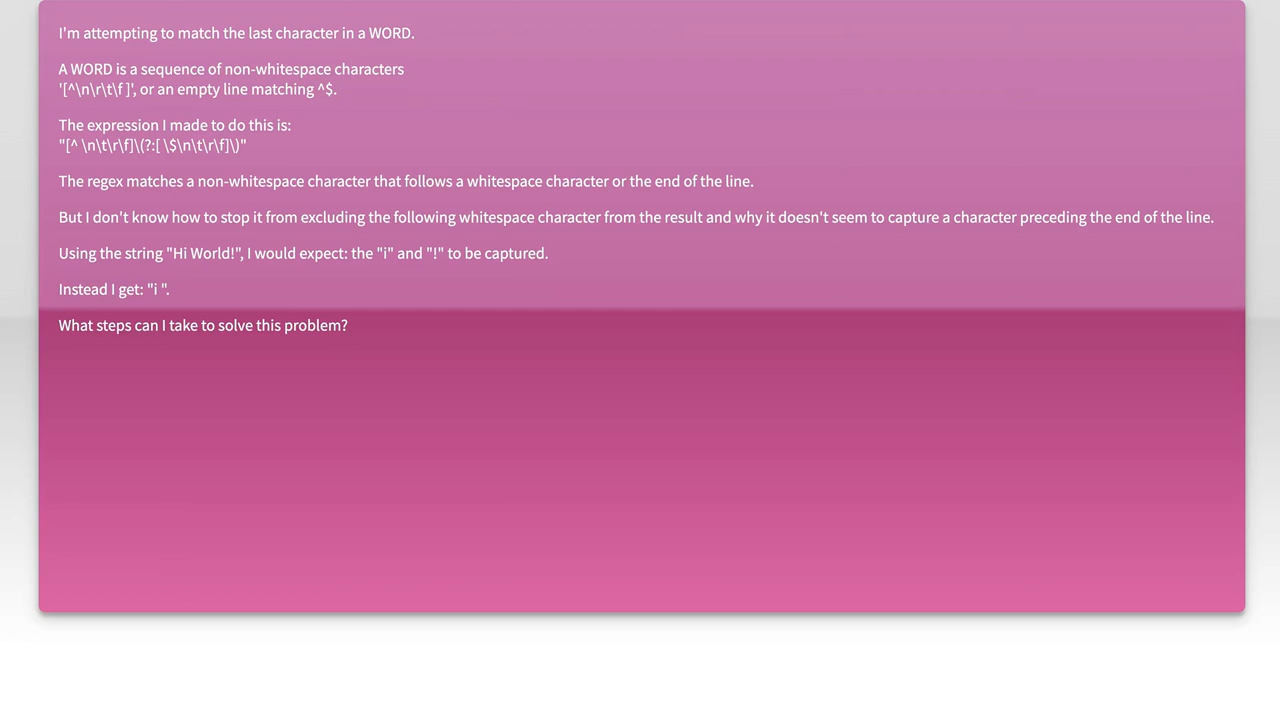 I'm attempting to match the last character in a WORD.
A WORD is a sequence of non-whitespace characters
'[^\n\r\t\f ]', or an empty line matching ^$.
The expression I made to do this is:
"[^ \n\t\r\f]\(?:[ \$\n\t\r\f]\)"
The regex matches a non-whitespace character that follows a whitespace character or the end of the line.
But I don't know how to stop it from excluding the following whitespace character from the result and why it doesn't seem to capture a character preceding the end of the line.
Using the string "Hi World!", I would expect: the "i" and "!" to be captured.
Instead I get: "i ".
What steps can I take to solve this problem?